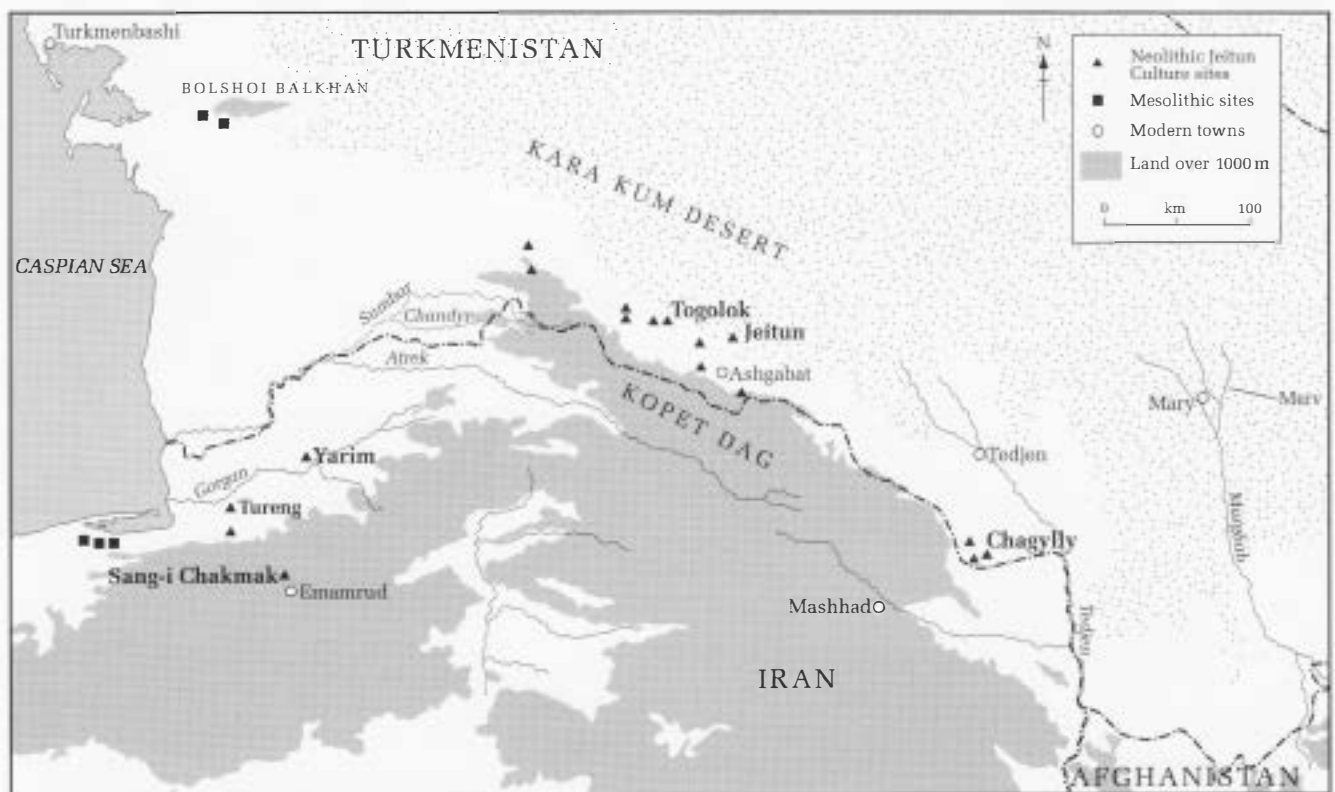 Turkmenbashi
TURKMENISTAN
BOLSHOI BALKHAN
N
Neolithic Jeitun
Culture sites
Mesolithic sites
Modern towns
Land over 1000 m
0 km 100
KARA KUM DESERT
CASPIAN SEA
Sumbar
Chandyr
Atrek
Togolok
Jeitun
Ashgabat
KOPET DAG
Mary
Merv
Tedjen
Yarim
Gorgan
Tureng
Murghab
Chagylly
Sang-i Chakmak
Emamrud
Mashhad
Tedjen
IRAN
AFGHANISTAN